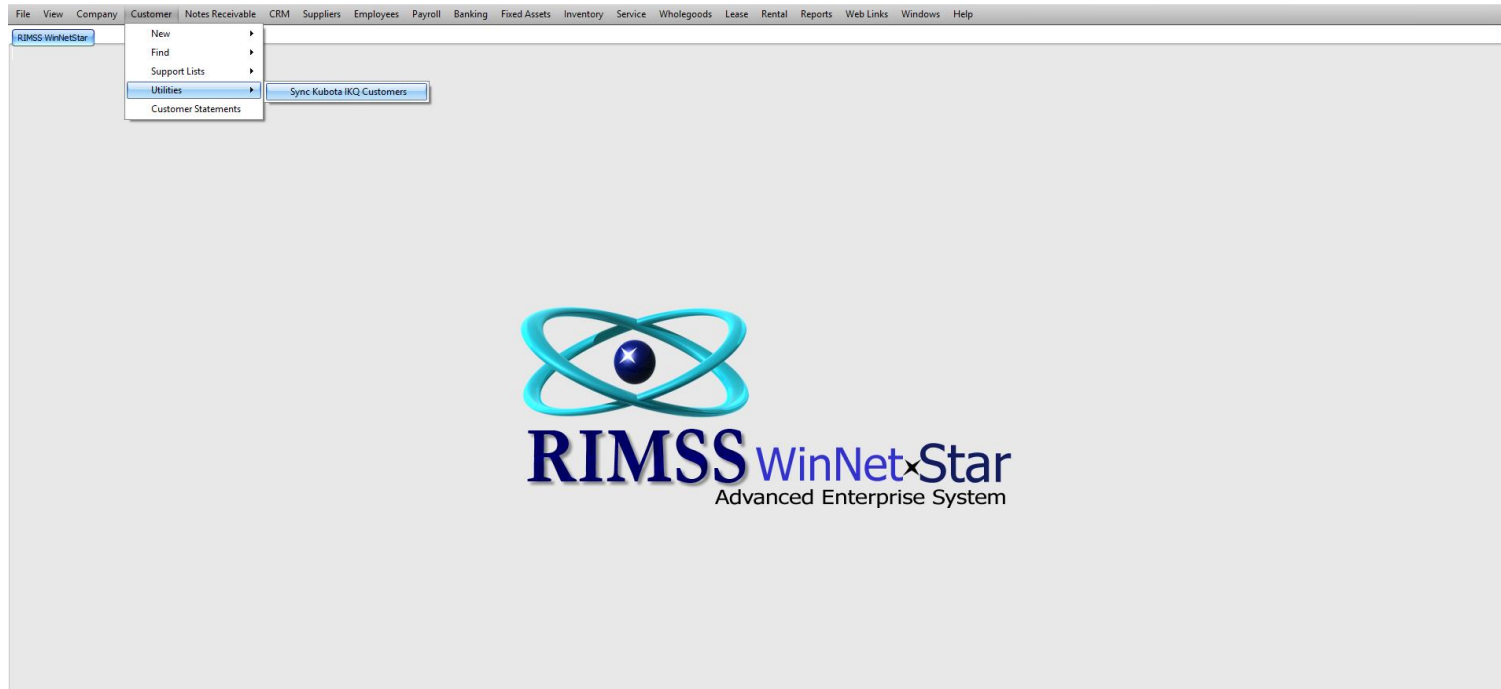 File View Company Customer Notes Receivable CRM Suppliers Employees Payroll Banking Fixed Assets Inventory Service Wholegoods Lease Rental Reports Web Links Windows Help
RIMSS WinNetStar
New
Find
Support Lists
Utilities
Sync Kubota IKQ Customers
Customer Statements
RIMSS WinNet Star
Advanced Enterprise System